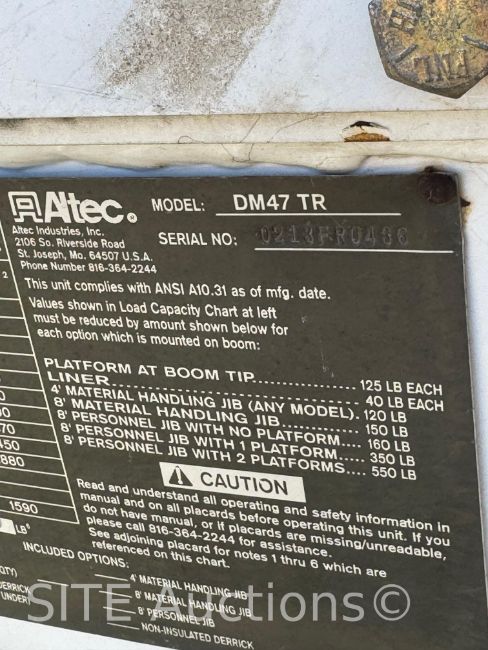 Altec®
MODEL: DM47 TR
Altec Industries, Inc.
2106 So. Riverside Road
St. Joseph, Mo. 64507 U.S.A.
Phone Number 816-364-2244
SERIAL NO: 0213FR0436
This unit complies with ANSI A10.31 as of mfg. date.
Values shown in Load Capacity Chart at left
must be reduced by amount shown below for
each option which is mounted on boom:
PLATFORM AT BOOM TIP 125 LB EACH
LINER 40 LB EACH
4' MATERIAL HANDLING JIB (ANY MODEL). 120 LB
8' MATERIAL HANDLING JIB 150 LB
8' PERSONNEL JIB WITH NO PLATFORM 160 LB
8' PERSONNEL JIB WITH 1 PLATFORM 350 LB
8' PERSONNEL JIB WITH 2 PLATFORMS 550 LB
CAUTION
Read and understand all operating and safety information in
manual and on all placards before operating this unit. If you
do not have manual, or if placards are missing/unreadable,
please call 816-364-2244 for assistance.
See adjoining placard for notes 1 thru 6 which are
referenced on this chart.
2
70
450
2880
1590
LB⁵
INCLUDED OPTIONS:
QTY)
DERRICK
UNDER)
4' MATERIAL HANDLING JIB
8' MATERIAL HANDLING JIB
8' PERSONNEL JIB
NON-INSULATED DERRICK
SITE Auctions©